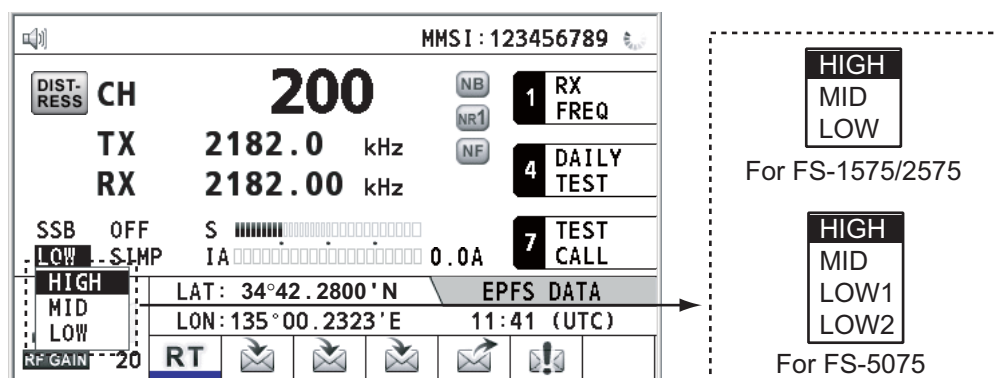 MMSI:123456789
DIST-
RESS
CH 200
NB
1 RX
FREQ
NR1
TX 2182.0 kHz
NF
4 DAILY
TEST
RX 2182.00 kHz
SSB OFF S
7 TEST
CALL
LOW SIMP IA 0.0A
HIGH
MID
LOW
LAT: 34°42.2800'N EPFS DATA
LON:135°00.2323'E 11:41 (UTC)
RF GAIN 20 RT
HIGH
MID
LOW
For FS-1575/2575
HIGH
MID
LOW1
LOW2
For FS-5075